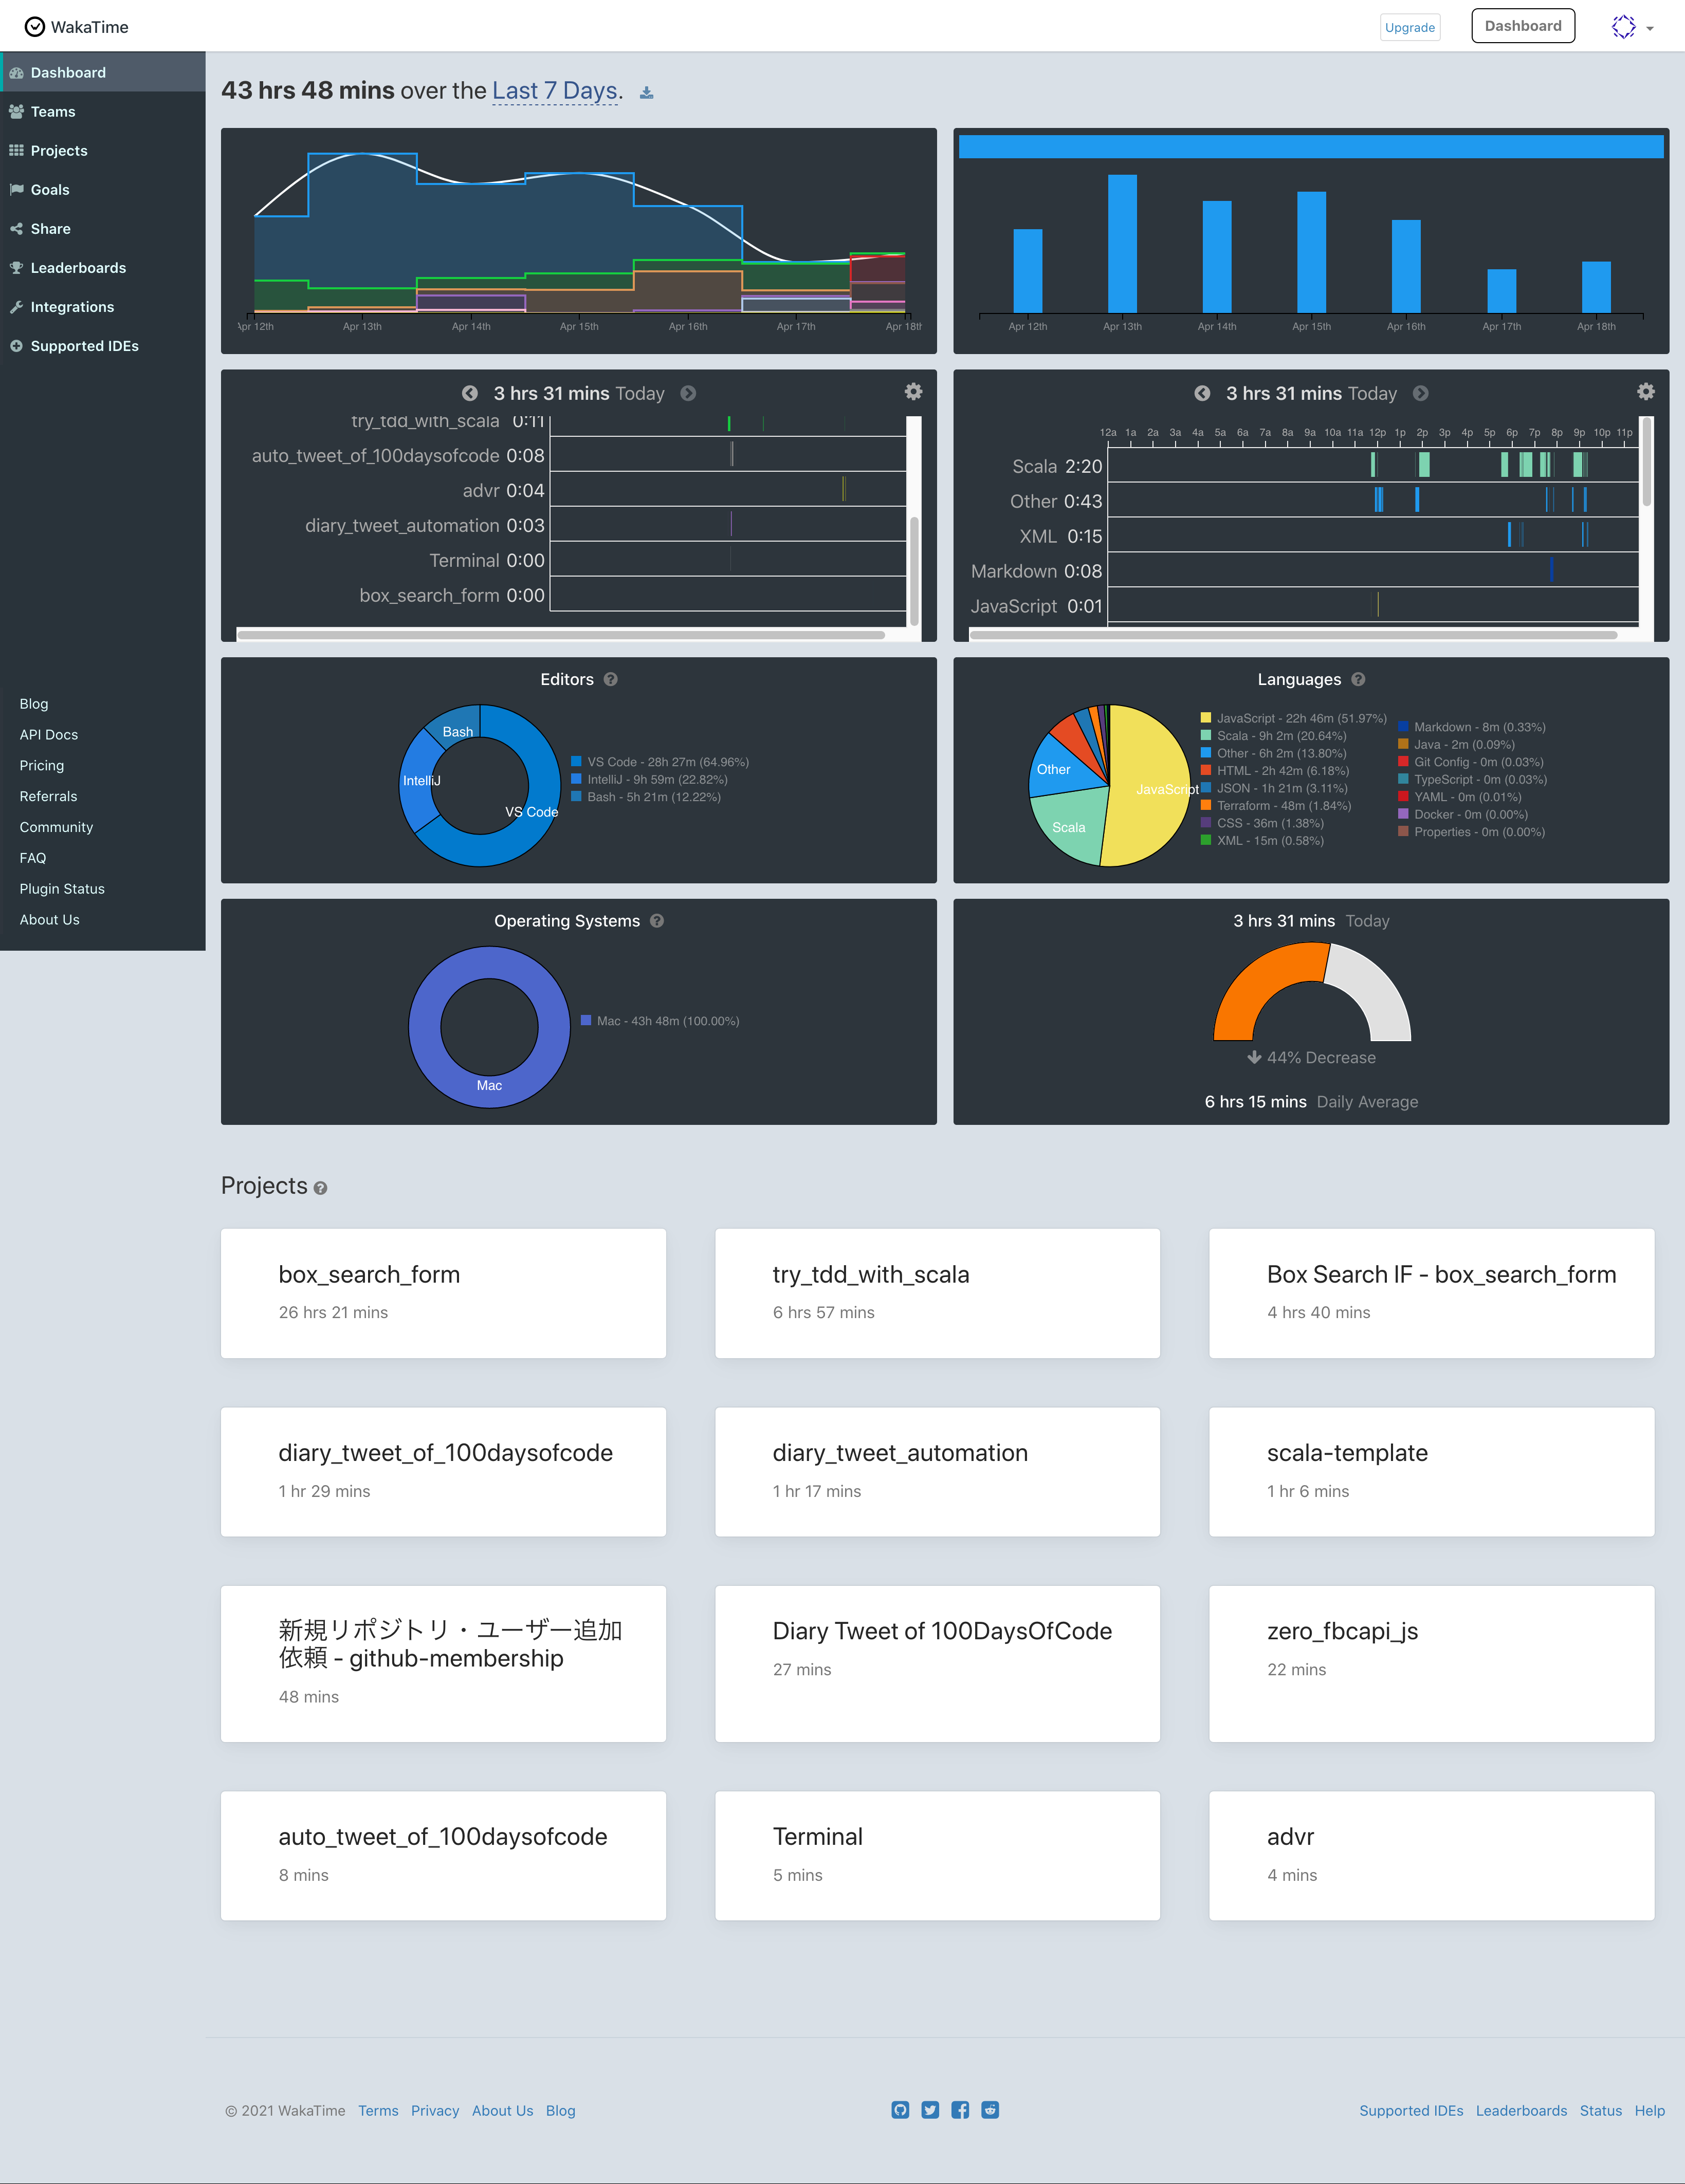 WakaTime
Upgrade
Dashboard
Dashboard
Teams
Projects
Goals
Share
Leaderboards
Integrations
Supported IDEs
Blog
API Docs
Pricing
Referrals
Community
FAQ
Plugin Status
About Us
43 hrs 48 mins over the Last 7 Days.
Apr 12th Apr 13th Apr 14th Apr 15th Apr 16th Apr 17th Apr 18th
Apr 12th Apr 13th Apr 14th Apr 15th Apr 16th Apr 17th Apr 18th
3 hrs 31 mins Today
try_tdd_with_scala 0:11
auto_tweet_of_100daysofcode 0:08
advr 0:04
diary_tweet_automation 0:03
Terminal 0:00
box_search_form 0:00
3 hrs 31 mins Today
12a 1a 2a 3a 4a 5a 6a 7a 8a 9a 10a 11a 12p 1p 2p 3p 4p 5p 6p 7p 8p 9p 10p 11p
Scala 2:20
Other 0:43
XML 0:15
Markdown 0:08
JavaScript 0:01
Editors
Bash
IntelliJ
VS Code
VS Code - 28h 27m (64.96%)
IntelliJ - 9h 59m (22.82%)
Bash - 5h 21m (12.22%)
Languages
Other
JavaScript
Scala
JavaScript - 22h 46m (51.97%)
Scala - 9h 2m (20.64%)
Other - 6h 2m (13.80%)
HTML - 2h 42m (6.18%)
JSON - 1h 21m (3.11%)
Terraform - 48m (1.84%)
CSS - 36m (1.38%)
XML - 15m (0.58%)
Markdown - 8m (0.33%)
Java - 2m (0.09%)
Git Config - 0m (0.03%)
TypeScript - 0m (0.03%)
YAML - 0m (0.01%)
Docker - 0m (0.00%)
Properties - 0m (0.00%)
Operating Systems
Mac
Mac - 43h 48m (100.00%)
3 hrs 31 mins Today
44% Decrease
6 hrs 15 mins Daily Average
Projects
box_search_form
26 hrs 21 mins
try_tdd_with_scala
6 hrs 57 mins
Box Search IF - box_search_form
4 hrs 40 mins
diary_tweet_of_100daysofcode
1 hr 29 mins
diary_tweet_automation
1 hr 17 mins
scala-template
1 hr 6 mins
新規リポジトリ・ユーザー追加
依頼 - github-membership
48 mins
Diary Tweet of 100DaysOfCode
27 mins
zero_fbcapi_js
22 mins
auto_tweet_of_100daysofcode
8 mins
Terminal
5 mins
advr
4 mins
© 2021 WakaTime Terms Privacy About Us Blog
Supported IDEs Leaderboards Status Help